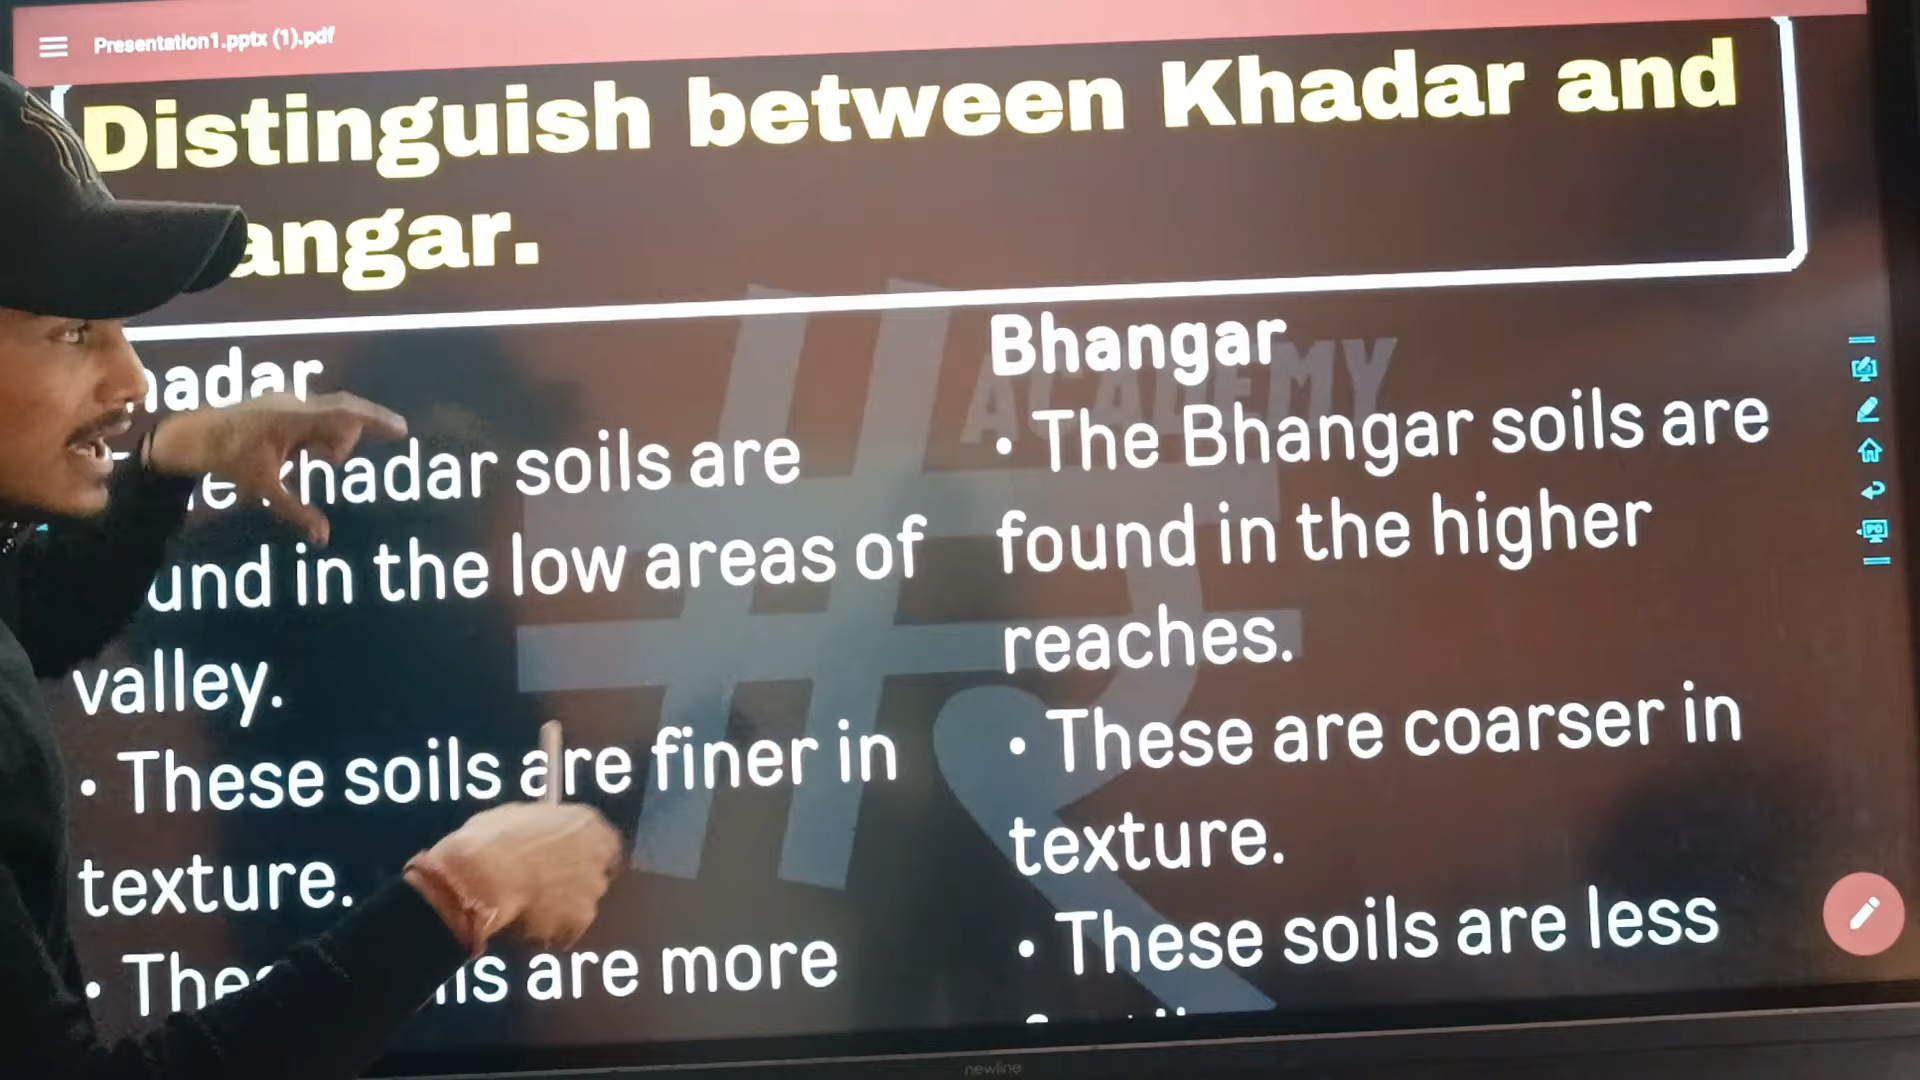 Presentation1.pptx (1).pdf
Distinguish between Khadar and
angar.
hadar
hadar soils are
und in the low areas of
valley.
• These soils are finer in
texture.
• are more
Bhangar
• The Bhangar soils are
found in the higher
reaches.
• These are coarser in
texture.
• These soils are less
ACADEMY
newline